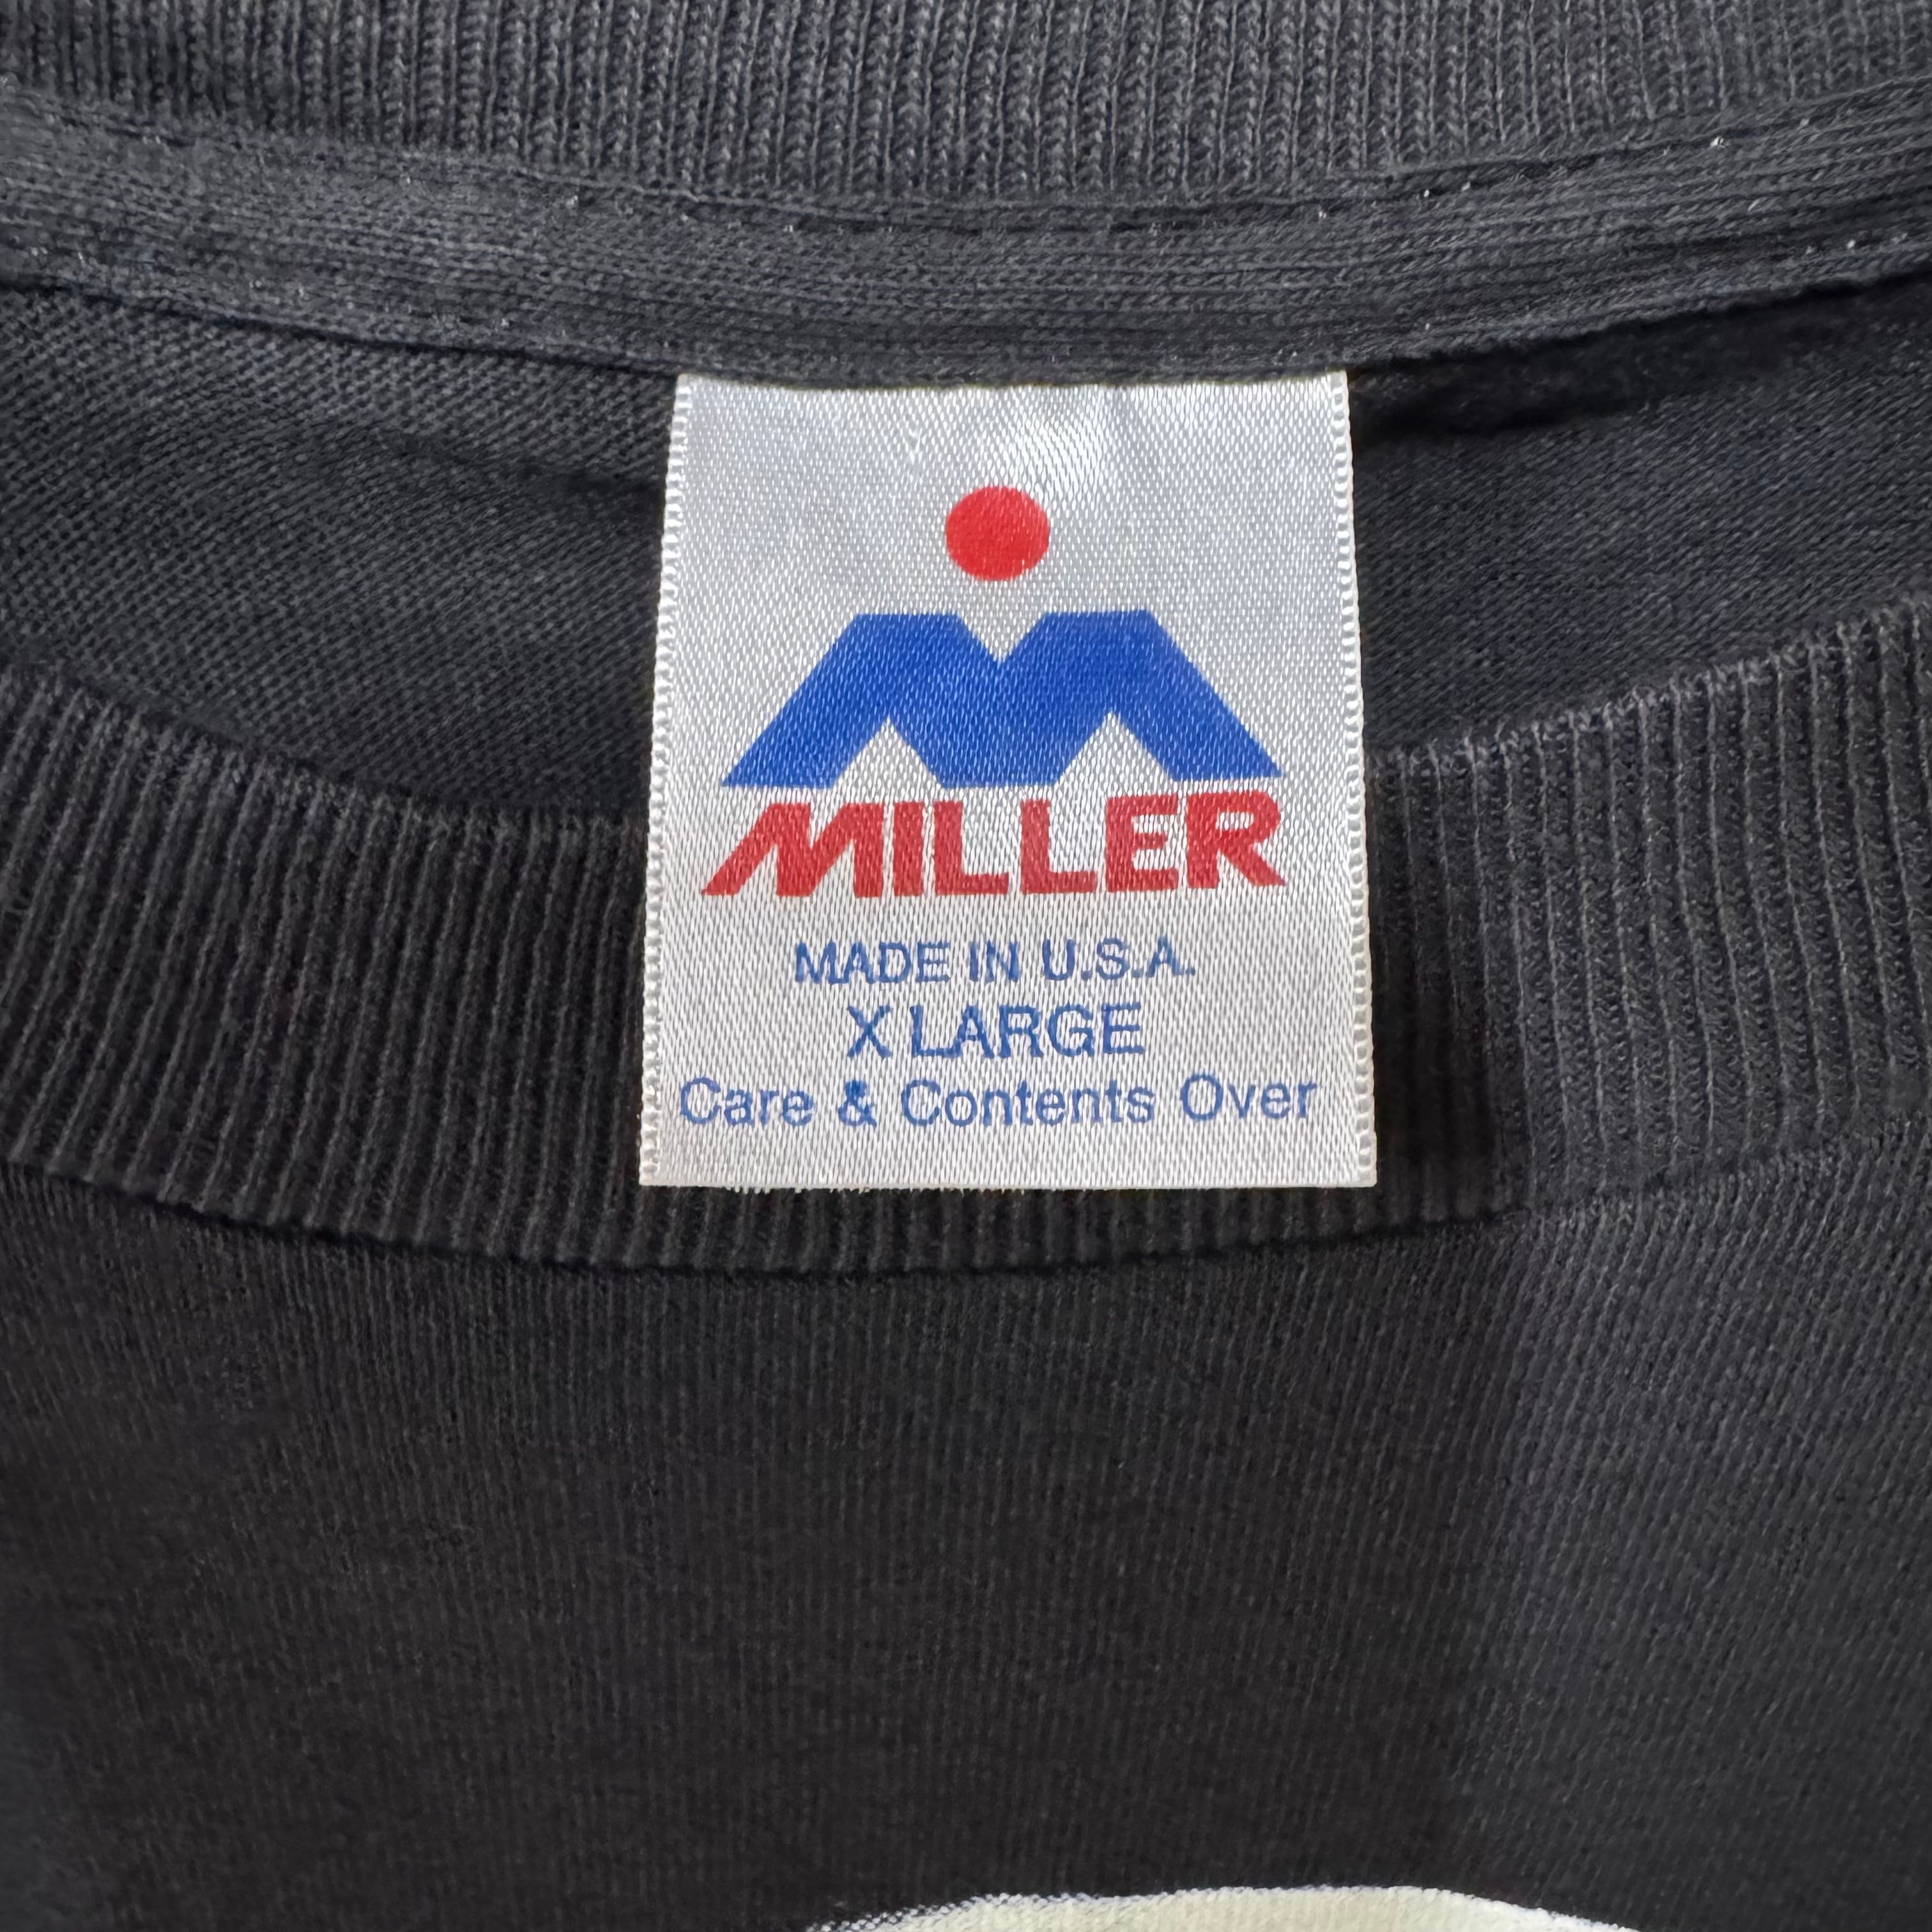 MILLER
MADE IN U.S.A.
X LARGE
Care & Contents Over